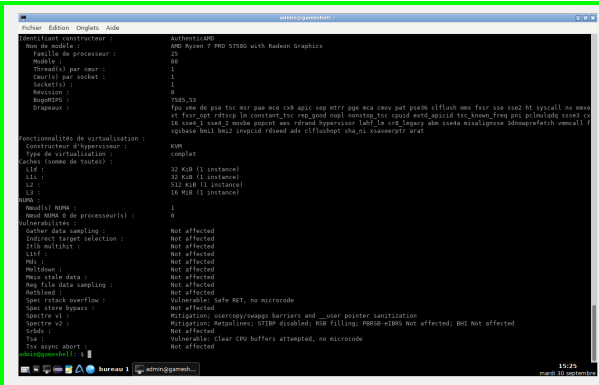 admin@gameshell: /
Fichier Édition Onglets Aide
Identifiant constructeur : AuthenticAMD
Nom de modèle : AMD Ryzen 7 PRO 5750G with Radeon Graphics
Famille de processeur : 25
Modèle : 80
Thread(s) par cœur : 1
Cœur(s) par socket : 1
Socket(s) : 1
Révision : 0
BogoMIPS : 7585,53
Drapeaux : fpu vme de pse tsc msr pae mce cx8 apic sep mtrr pge mca cmov pat pse36 clflush mmx fxsr sse sse2 ht syscall nx mmxe
xt fxsr_opt rdtscp lm constant_tsc rep_good nopl nonstop_tsc cpuid extd_apicid tsc_known_freq pni pclmulqdq ssse3 cx
16 sse4_1 sse4_2 movbe popcnt aes rdrand hypervisor lahf_lm cr8_legacy abm sse4a misalignsse 3dnowprefetch vmmcall f
sgsbase bmi1 bmi2 invpcid rdseed adx clflushopt sha_ni xsaveerptr arat
Fonctionnalités de virtualisation :
Constructeur d'hyperviseur : KVM
Type de virtualisation : complet
Caches (somme de toutes) :
L1d : 32 KiB (1 instance)
L1i : 32 KiB (1 instance)
L2 : 512 KiB (1 instance)
L3 : 16 MiB (1 instance)
NUMA :
Nœud(s) NUMA : 1
Nœud NUMA 0 de processeur(s) : 0
Vulnérabilités :
Gather data sampling : Not affected
Indirect target selection : Not affected
Itlb multihit : Not affected
L1tf : Not affected
Mds : Not affected
Meltdown : Not affected
Mmio stale data : Not affected
Reg file data sampling : Not affected
Retbleed : Not affected
Spec rstack overflow : Vulnerable: Safe RET, no microcode
Spec store bypass : Not affected
Spectre v1 : Mitigation; usercopy/swapgs barriers and __user pointer sanitization
Spectre v2 : Mitigation; Retpolines; STIBP disabled; RSB filling; PBRSB-eIBRS Not affected; BHI Not affected
Srbds : Not affected
Tsa : Vulnerable: Clear CPU buffers attempted, no microcode
Tsx async abort : Not affected
admin@gameshell: $
bureau 1 admin@gamesh...
15:25
mardi 30 septembre